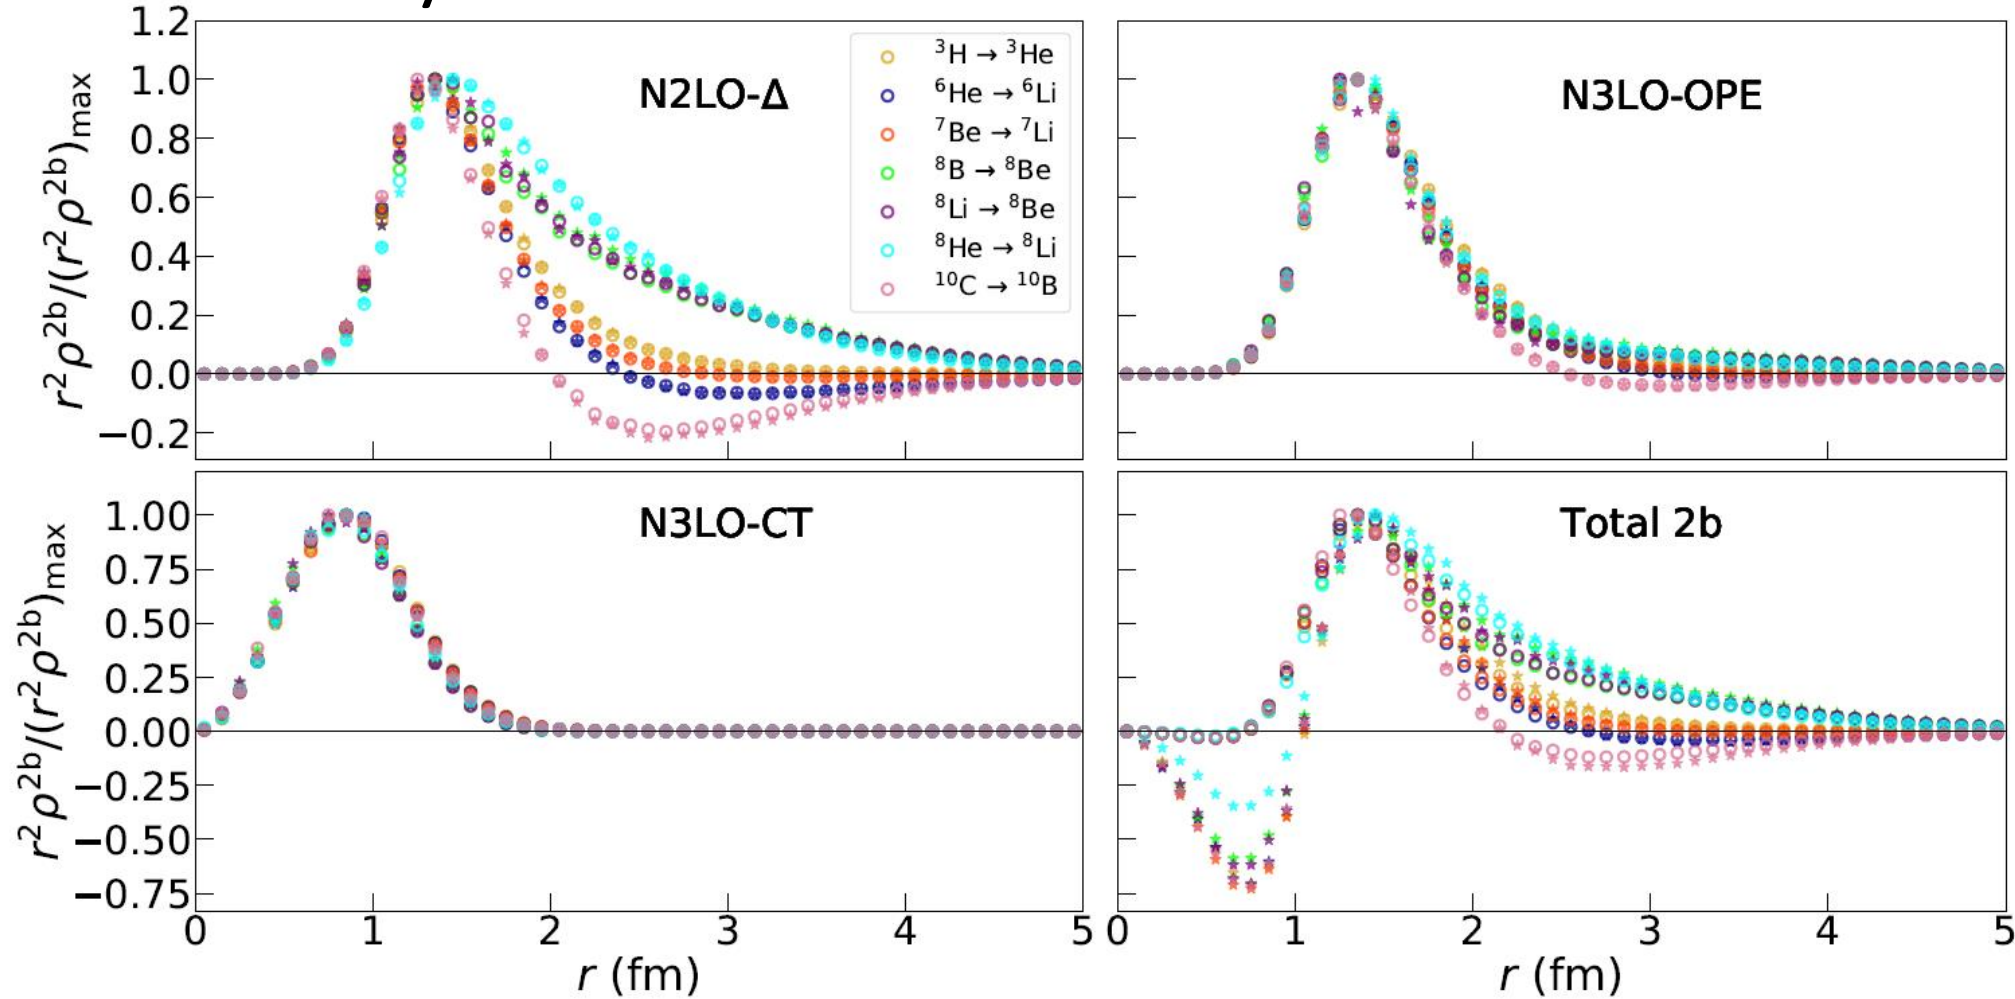 N2LO-Δ
³H → ³He
⁶He → ⁶Li
⁷Be → ⁷Li
⁸B → ⁸Be
⁸Li → ⁸Be
⁸He → ⁸Li
¹⁰C → ¹⁰B
r²ρ²ᵇ/(r²ρ²ᵇ)max
1.2
1.0
0.8
0.6
0.4
0.2
0.0
−0.2
N3LO-OPE
N3LO-CT
r²ρ²ᵇ/(r²ρ²ᵇ)max
1.00
0.75
0.50
0.25
0.00
−0.25
−0.50
−0.75
0 1 2 3 4 5
r (fm)
Total 2b
0 1 2 3 4 5
r (fm)